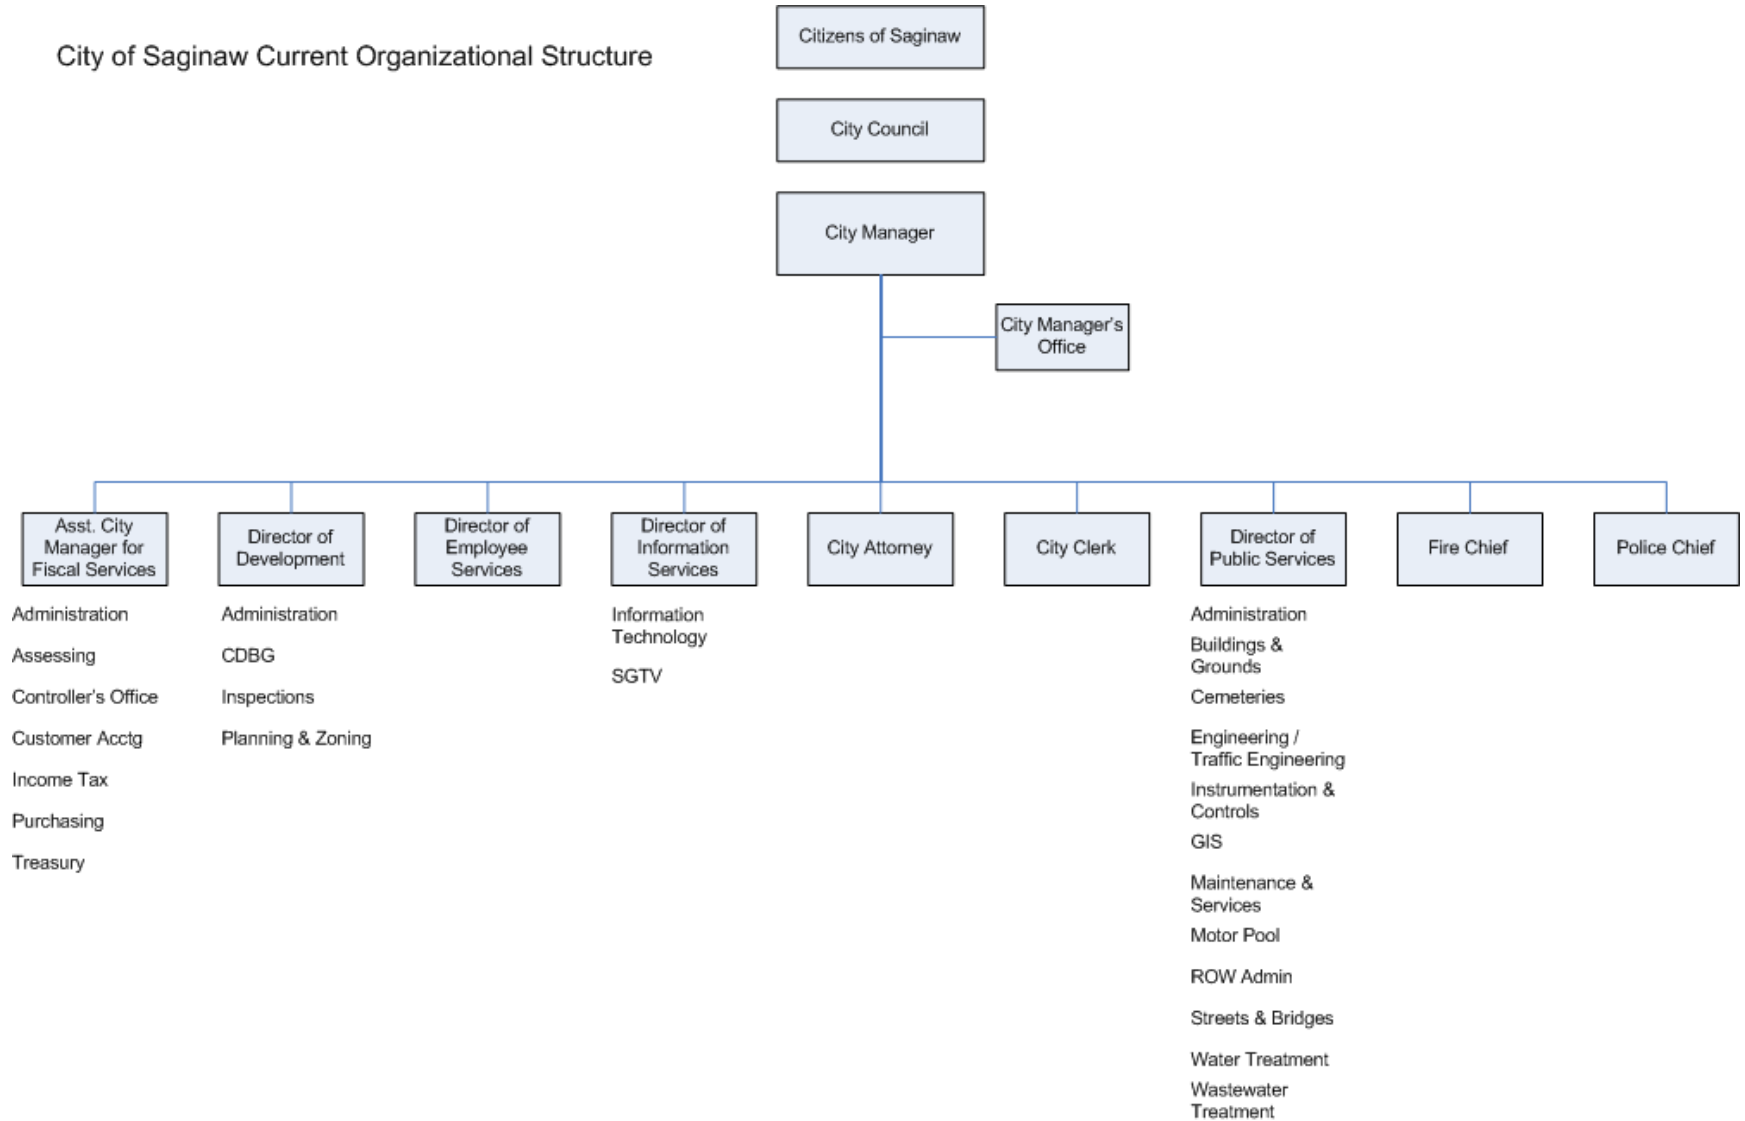 City of Saginaw Current Organizational Structure
Citizens of Saginaw
City Council
City Manager
City Manager's
Office
Asst. City
Manager for
Fiscal Services
Director of
Development
Director of
Employee
Services
Director of
Information
Services
City Attorney
City Clerk
Director of
Public Services
Fire Chief
Police Chief
Administration
Assessing
Controller's Office
Customer Acctg
Income Tax
Purchasing
Treasury
Administration
CDBG
Inspections
Planning & Zoning
Information
Technology
SGTV
Administration
Buildings &
Grounds
Cemeteries
Engineering /
Traffic Engineering
Instrumentation &
Controls
GIS
Maintenance &
Services
Motor Pool
ROW Admin
Streets & Bridges
Water Treatment
Wastewater
Treatment